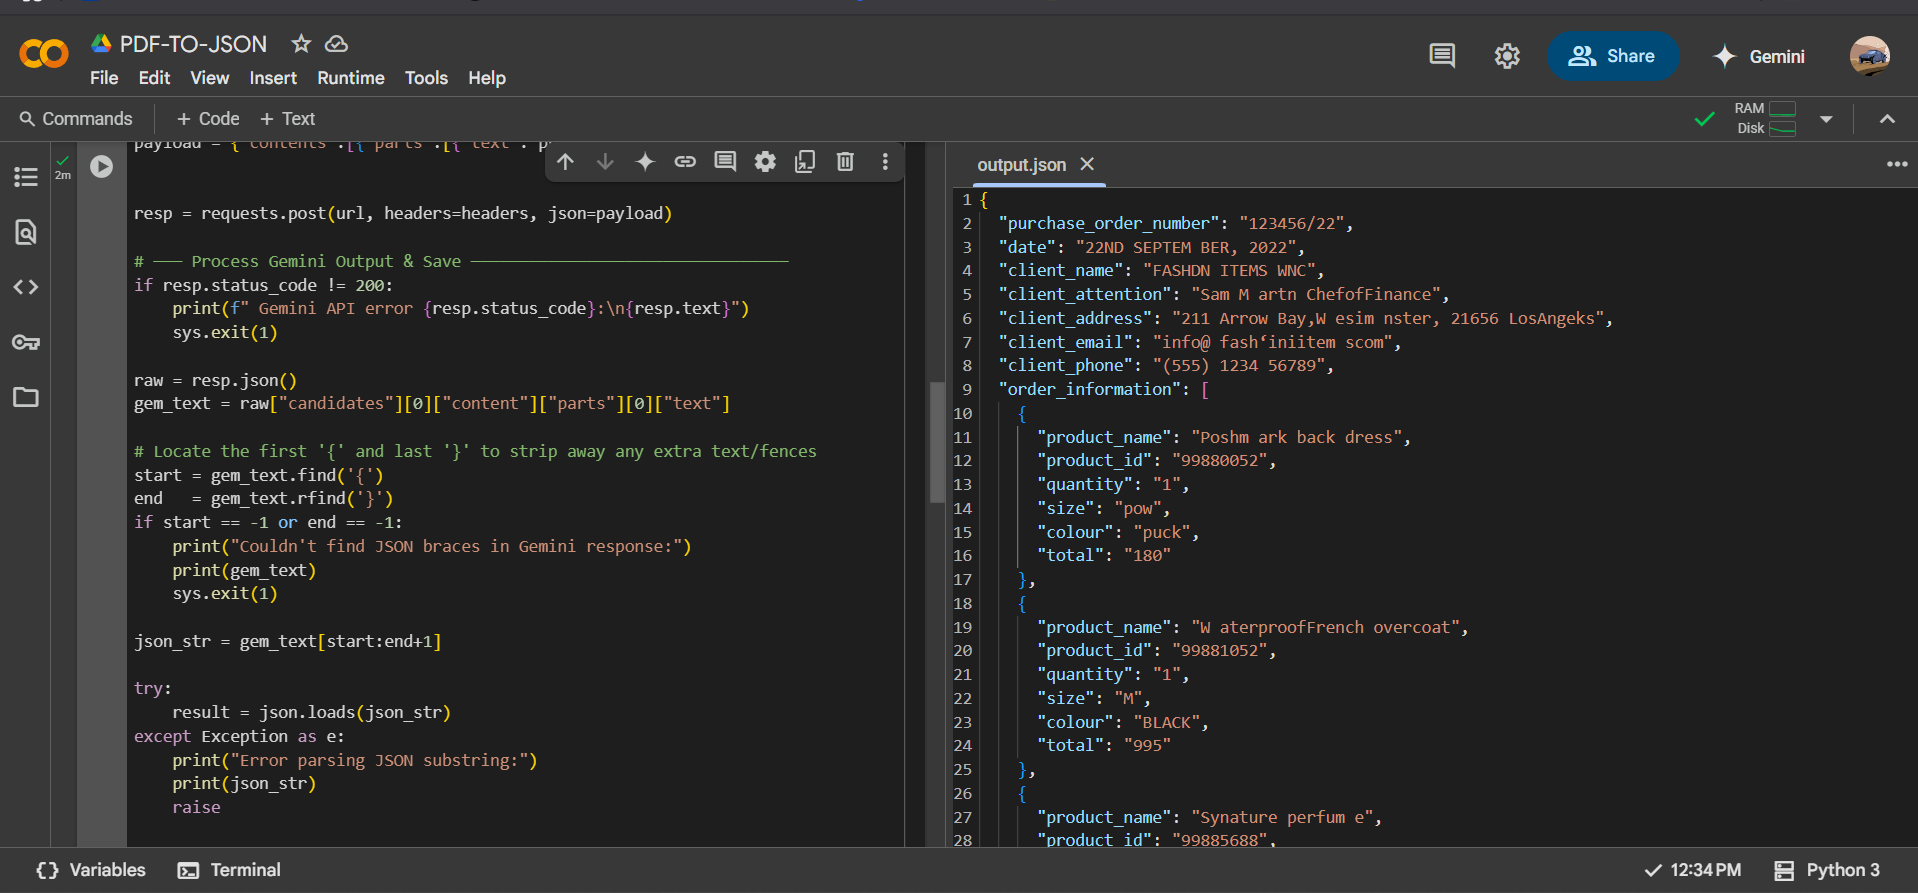 PDF-TO-JSON
File Edit View Insert Runtime Tools Help
Share
Gemini
Commands
+ Code + Text
RAM
Disk
2m
resp = requests.post(url, headers=headers, json=payload)
# ─── Process Gemini Output & Save ─────────────────────────────────
if resp.status_code != 200:
print(f" Gemini API error {resp.status_code}:\n{resp.text}")
sys.exit(1)
raw = resp.json()
gem_text = raw["candidates"][0]["content"]["parts"][0]["text"]
# Locate the first '{' and last '}' to strip away any extra text/fences
start = gem_text.find('{')
end   = gem_text.rfind('}')
if start == -1 or end == -1:
print("Couldn't find JSON braces in Gemini response:")
print(gem_text)
sys.exit(1)
json_str = gem_text[start:end+1]
try:
result = json.loads(json_str)
except Exception as e:
print("Error parsing JSON substring:")
print(json_str)
raise
output.json
1 {
2 "purchase_order_number": "123456/22",
3 "date": "22ND SEPTEM BER, 2022",
4 "client_name": "FASHDN ITEMS WNC",
5 "client_attention": "Sam M artn ChefofFinance",
6 "client_address": "211 Arrow Bay,W esim nster, 21656 LosAngeks",
7 "client_email": "info@ fash‘iniitem scom",
8 "client_phone": "(555) 1234 56789",
9 "order_information": [
10 {
11 "product_name": "Poshm ark back dress",
12 "product_id": "99880052",
13 "quantity": "1",
14 "size": "pow",
15 "colour": "puck",
16 "total": "180"
17 },
18 {
19 "product_name": "W aterproofFrench overcoat",
20 "product_id": "99881052",
21 "quantity": "1",
22 "size": "M",
23 "colour": "BLACK",
24 "total": "995"
25 },
26 {
27 "product_name": "Synature perfum e",
28 "product_id": "99885688",
Variables
Terminal
12:34 PM
Python 3